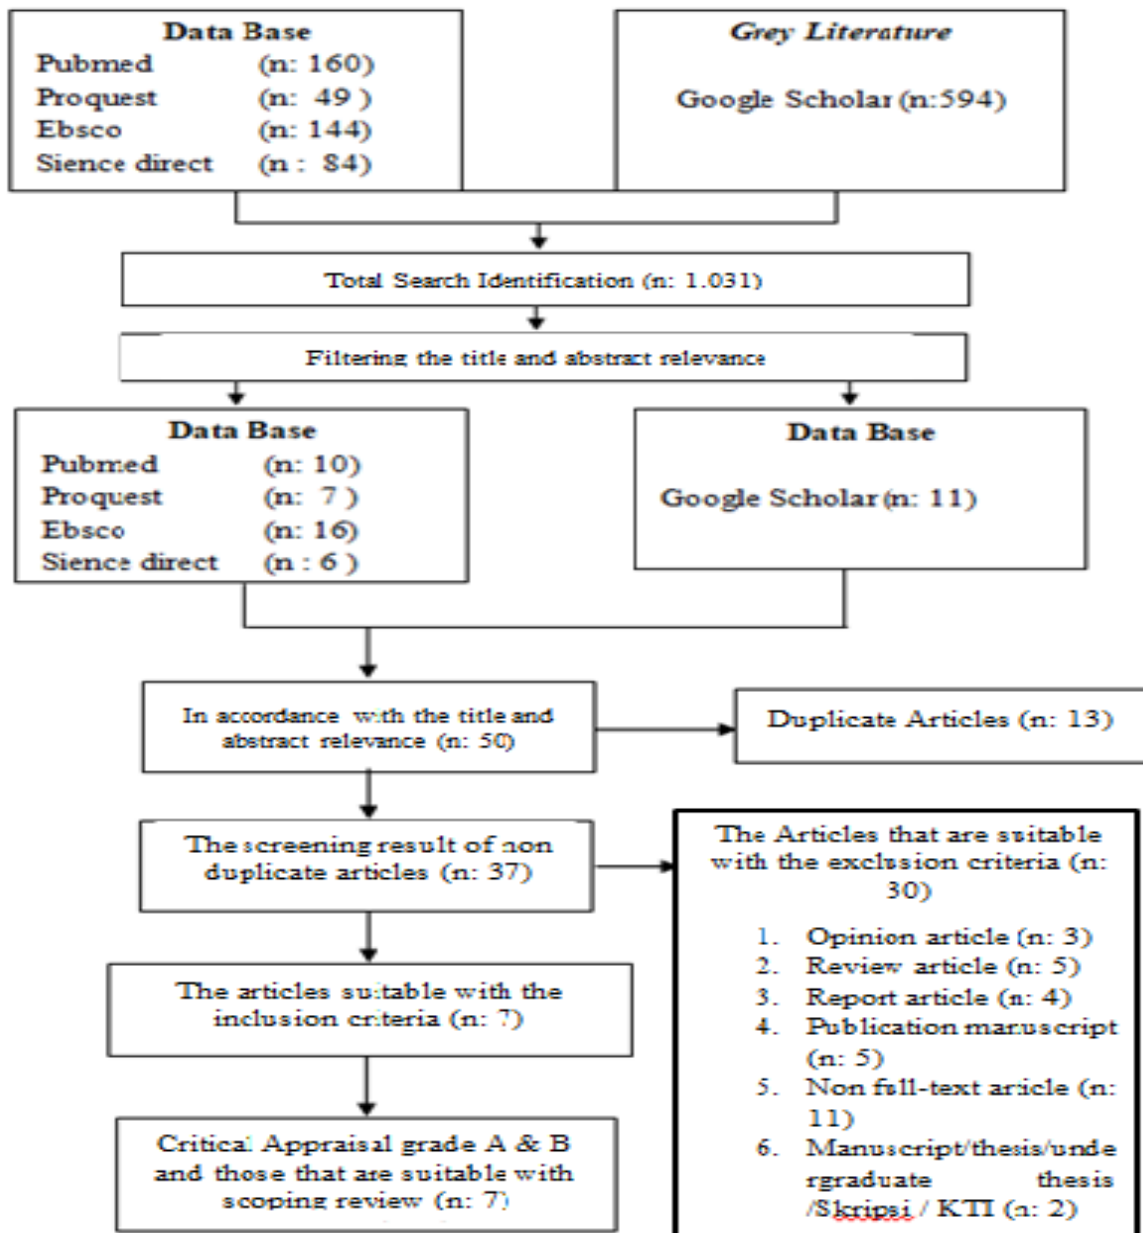 Data Base
Pubmed (n: 160)
Proquest (n: 49 )
Ebsco (n: 144)
Sience direct (n : 84)
Grey Literature
Google Scholar (n:594)
Total Search Identification (n: 1.031)
Filtering the title and abstract relevance
Data Base
Pubmed (n: 10)
Proquest (n: 7 )
Ebsco (n: 16)
Sience direct (n : 6 )
Data Base
Google Scholar (n: 11)
In accordance with the title and
abstract relevance (n: 50)
Duplicate Articles (n: 13)
The screening result of non
duplicate articles (n: 37)
The Articles that are suitable
with the exclusion criteria (n:
30)
1. Opinion article (n: 3)
2. Review article (n: 5)
3. Report article (n: 4)
4. Publication manuscript
(n: 5)
5. Non full-text article (n:
11)
6. Manuscript/thesis/unde
rgraduate thesis
/Skripsi / KTI (n: 2)
The articles suitable with the
inclusion criteria (n: 7)
Critical Appraisal grade A & B
and those that are suitable with
scoping review (n: 7)